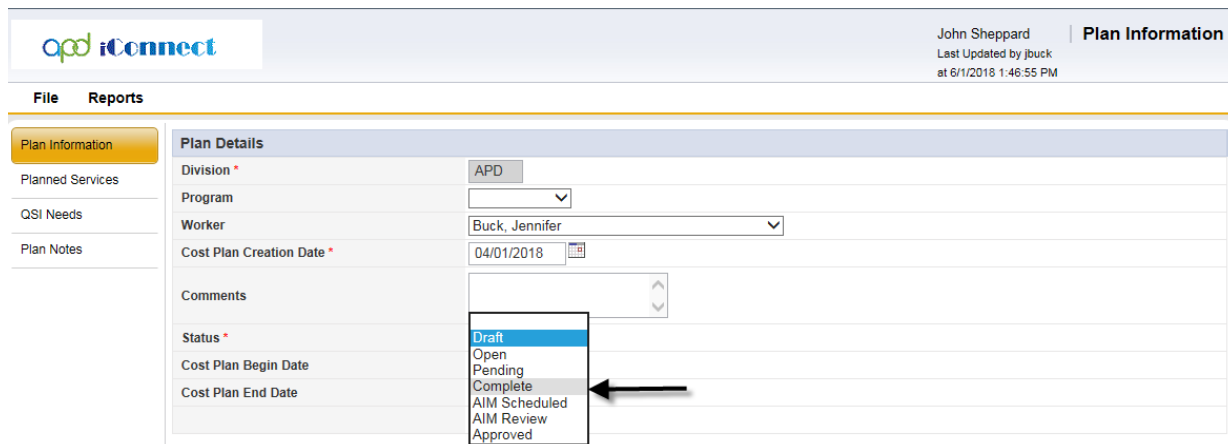 apd iConnect
John Sheppard
Last Updated by jbuck
at 6/1/2018 1:46:55 PM
Plan Information
File Reports
Plan Information
Planned Services
QSI Needs
Plan Notes
Plan Details
Division * APD
Program
Worker Buck, Jennifer
Cost Plan Creation Date * 04/01/2018
Comments
Status *
Cost Plan Begin Date
Cost Plan End Date
Draft
Open
Pending
Complete
AIM Scheduled
AIM Review
Approved